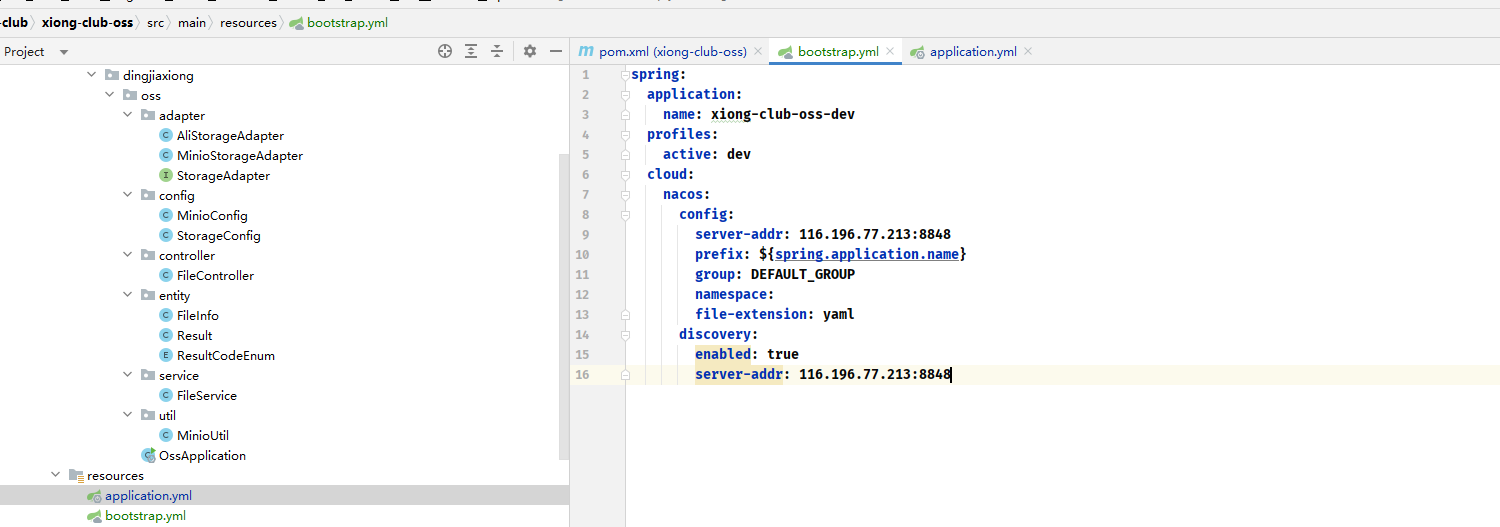 -club > xiong-club-oss > src > main > resources > bootstrap.yml
Project
pom.xml (xiong-club-oss) × bootstrap.yml × application.yml ×
dingjiaxiong
oss
adapter
C AliStorageAdapter
C MinioStorageAdapter
I StorageAdapter
config
C MinioConfig
C StorageConfig
controller
C FileController
entity
C FileInfo
C Result
E ResultCodeEnum
service
C FileService
util
C MinioUtil
C OssApplication
resources
application.yml
bootstrap.yml
1 spring:
2   application:
3     name: xiong-club-oss-dev
4   profiles:
5     active: dev
6   cloud:
7     nacos:
8       config:
9         server-addr: 116.196.77.213:8848
10         prefix: ${spring.application.name}
11         group: DEFAULT_GROUP
12         namespace:
13         file-extension: yaml
14       discovery:
15         enabled: true
16         server-addr: 116.196.77.213:8848